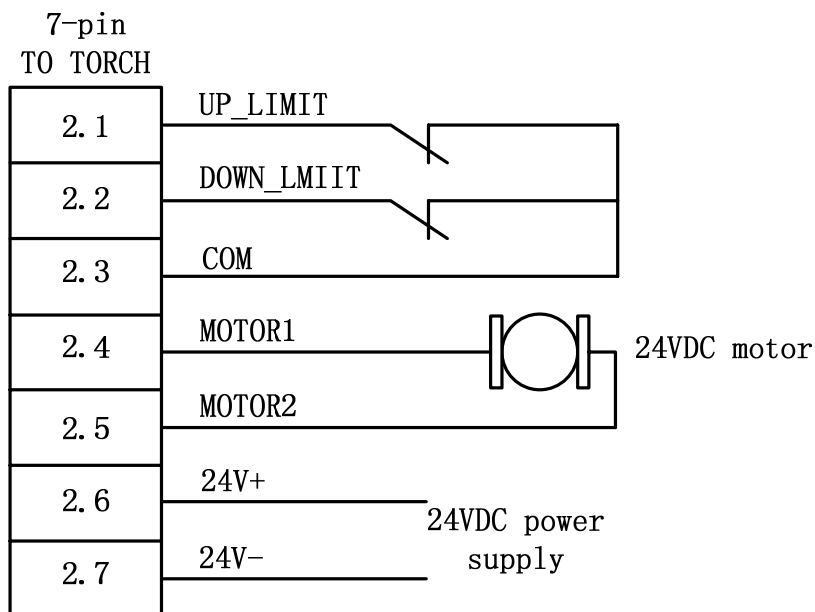 7-pin
TO TORCH
2.1
UP_LIMIT
2.2
DOWN_LMIIT
2.3
COM
2.4
MOTOR1
24VDC motor
2.5
MOTOR2
2.6
24V+
24VDC power
supply
2.7
24V-